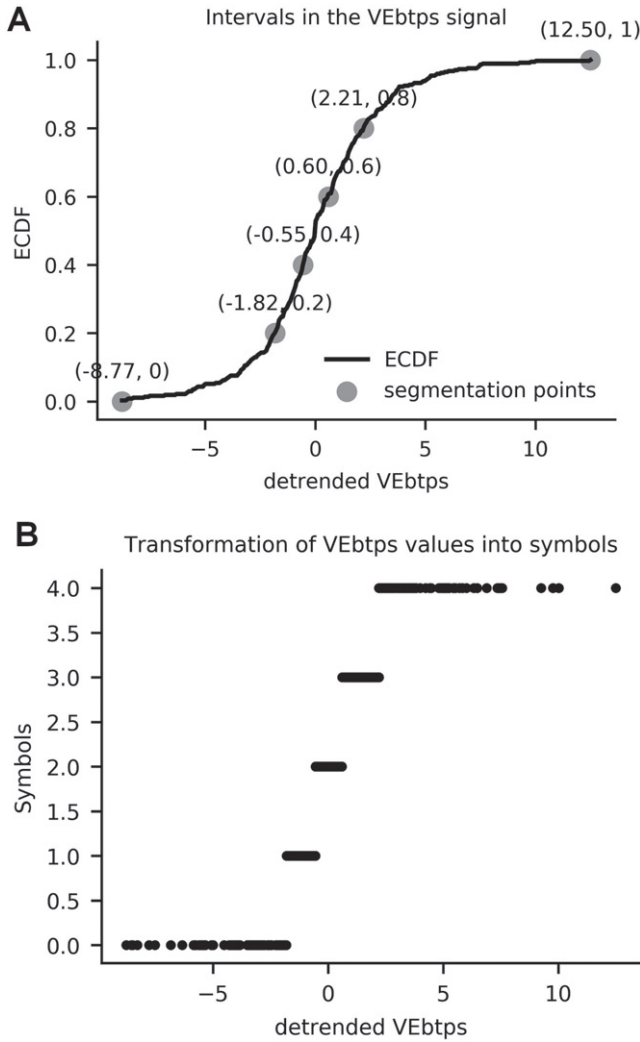 A
Intervals in the VEbtps signal
(12.50, 1)
1.0
(2.21, 0.8)
0.8
(0.60, 0.6)
0.6
ECDF
(-0.55, 0.4)
0.4
(-1.82, 0.2)
0.2
ECDF
(-8.77, 0)
segmentation points
0.0
−5 0 5 10
detrended VEbtps
B
Transformation of VEbtps values into symbols
4.0
3.5
3.0
2.5
Symbols
2.0
1.5
1.0
0.5
0.0
−5 0 5 10
detrended VEbtps